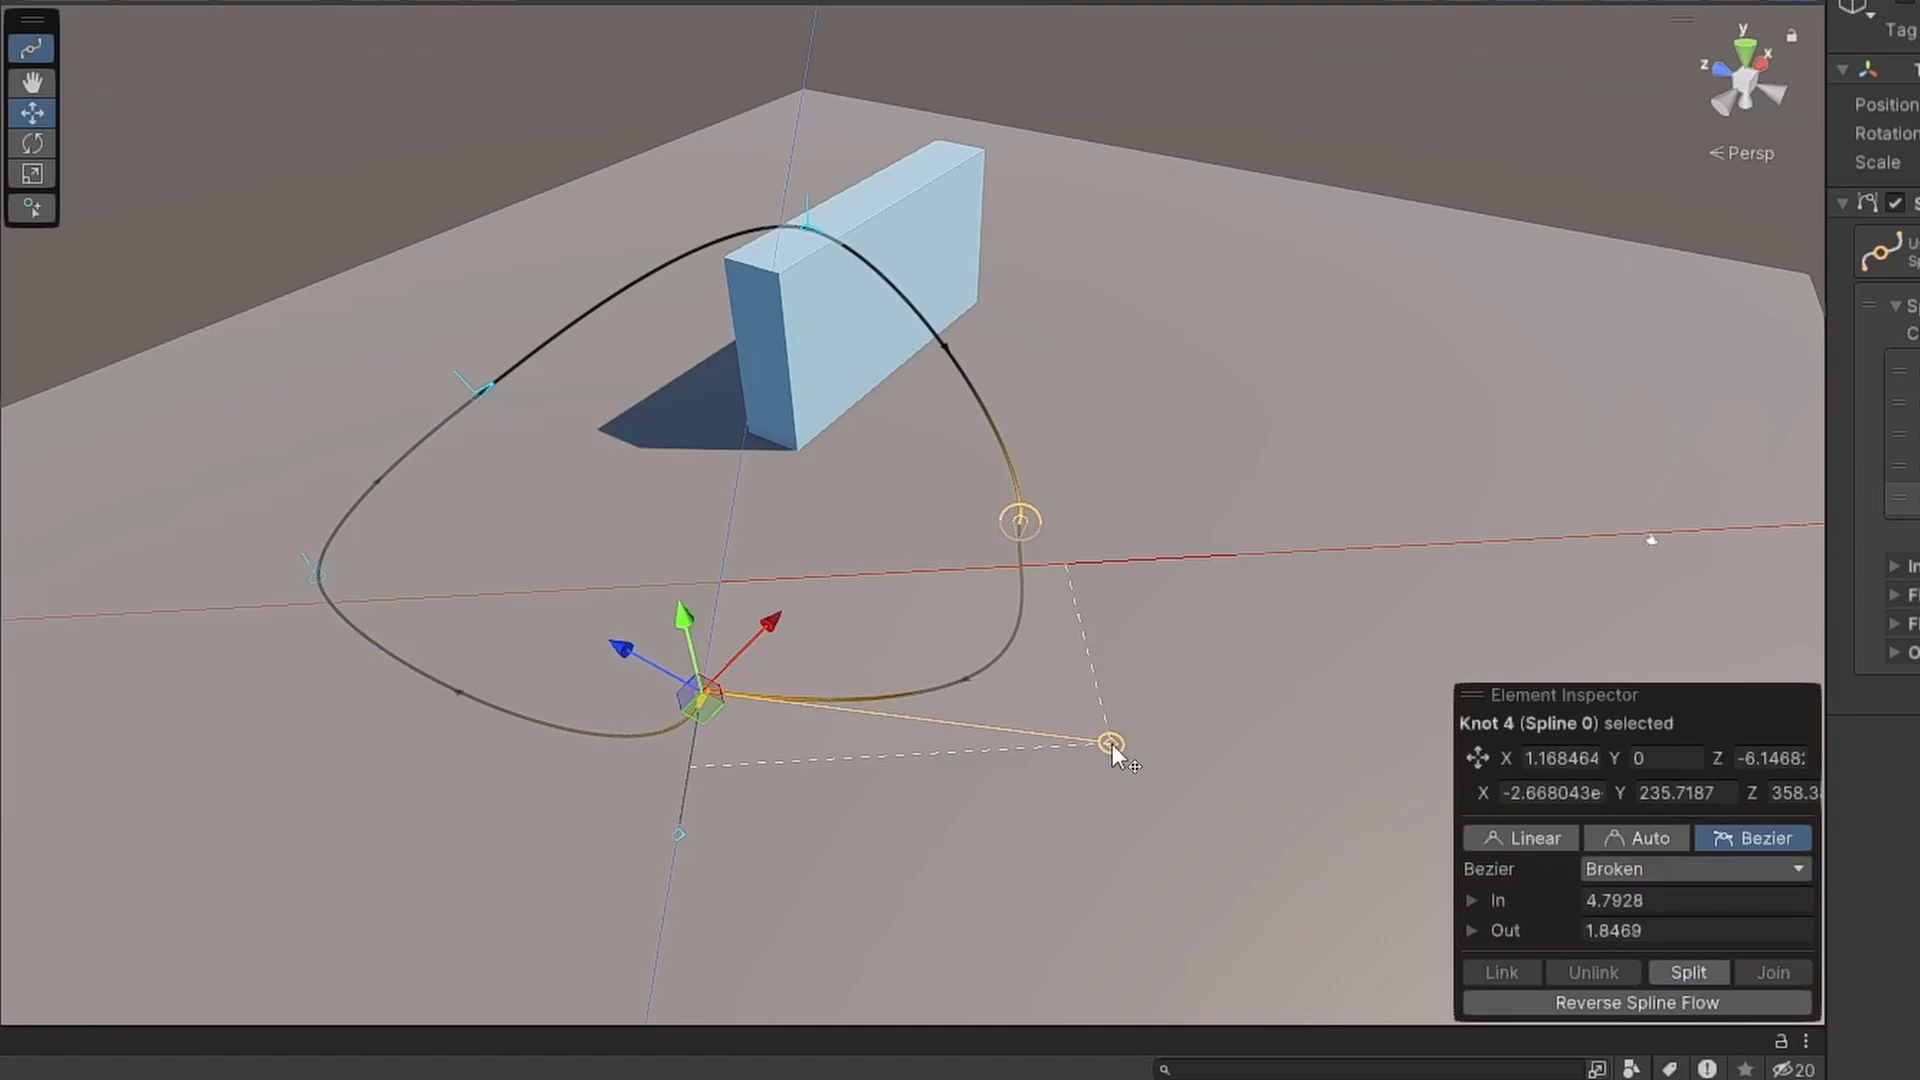 y
x
z
Persp
Tag
Position
Rotation
Scale
Element Inspector
Knot 4 (Spline 0) selected
X 1.168464 Y 0 Z -6.1468
X -2.668043e Y 235.7187 Z 358.3
Linear Auto Bezier
Bezier Broken
In 4.7928
Out 1.8469
Link Unlink Split Join
Reverse Spline Flow
20